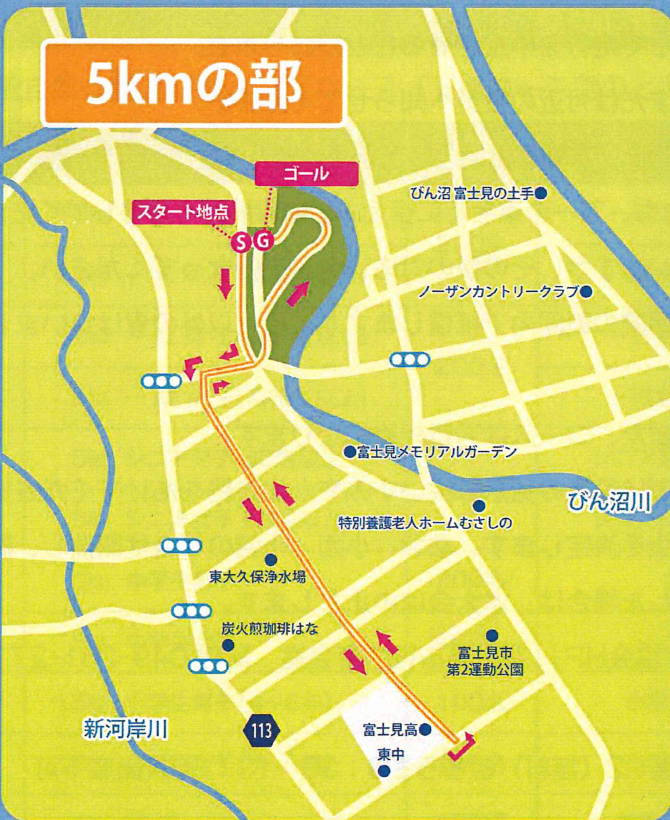 5kmの部
ゴール
スタート地点
S
G
びん沼 富士見の土手
ノーザンカントリークラブ
富士見メモリアルガーデン
びん沼川
特別養護老人ホームむさしの
東大久保浄水場
炭火煎珈琲はな
富士見市
第2運動公園
新河岸川
113
富士見高
東中